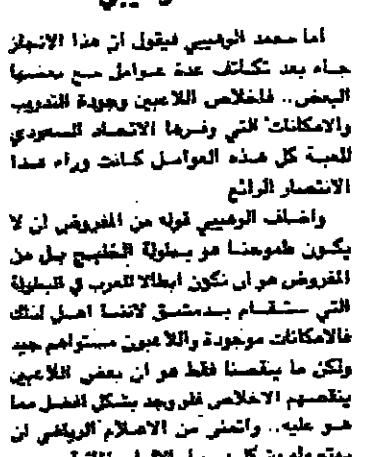 اما محمد الوهيبي فيقول ان هذا الانجاز
جاء بعد تكاتف عدة عوامل مع بعضها
البعض.. فاخلاص اللاعبين وجودة التدريب
والامكانات التي وفرها الاتحاد السعودي
للعبة كل هذه العوامل كانت وراء هذا
الانتصار الرائع
واضاف الوهيبي قوله من المفروض ان لا
يكون طموحنا هو بطولة الخليج بل من
المفروض هو ان نكون ابطالا للعرب في البطولة
التي ستقام بدمشق لاننا اهل لذلك
فالامكانات موجودة واللاعبون مستواهم جيد
ولكن ما ينقصنا فقط هو ان بعض اللاعبين
ينقصهم الاخلاص فلو وجد بشكل افضل مما
هو عليه.. واتمنى من الاعلام الرياضي ان